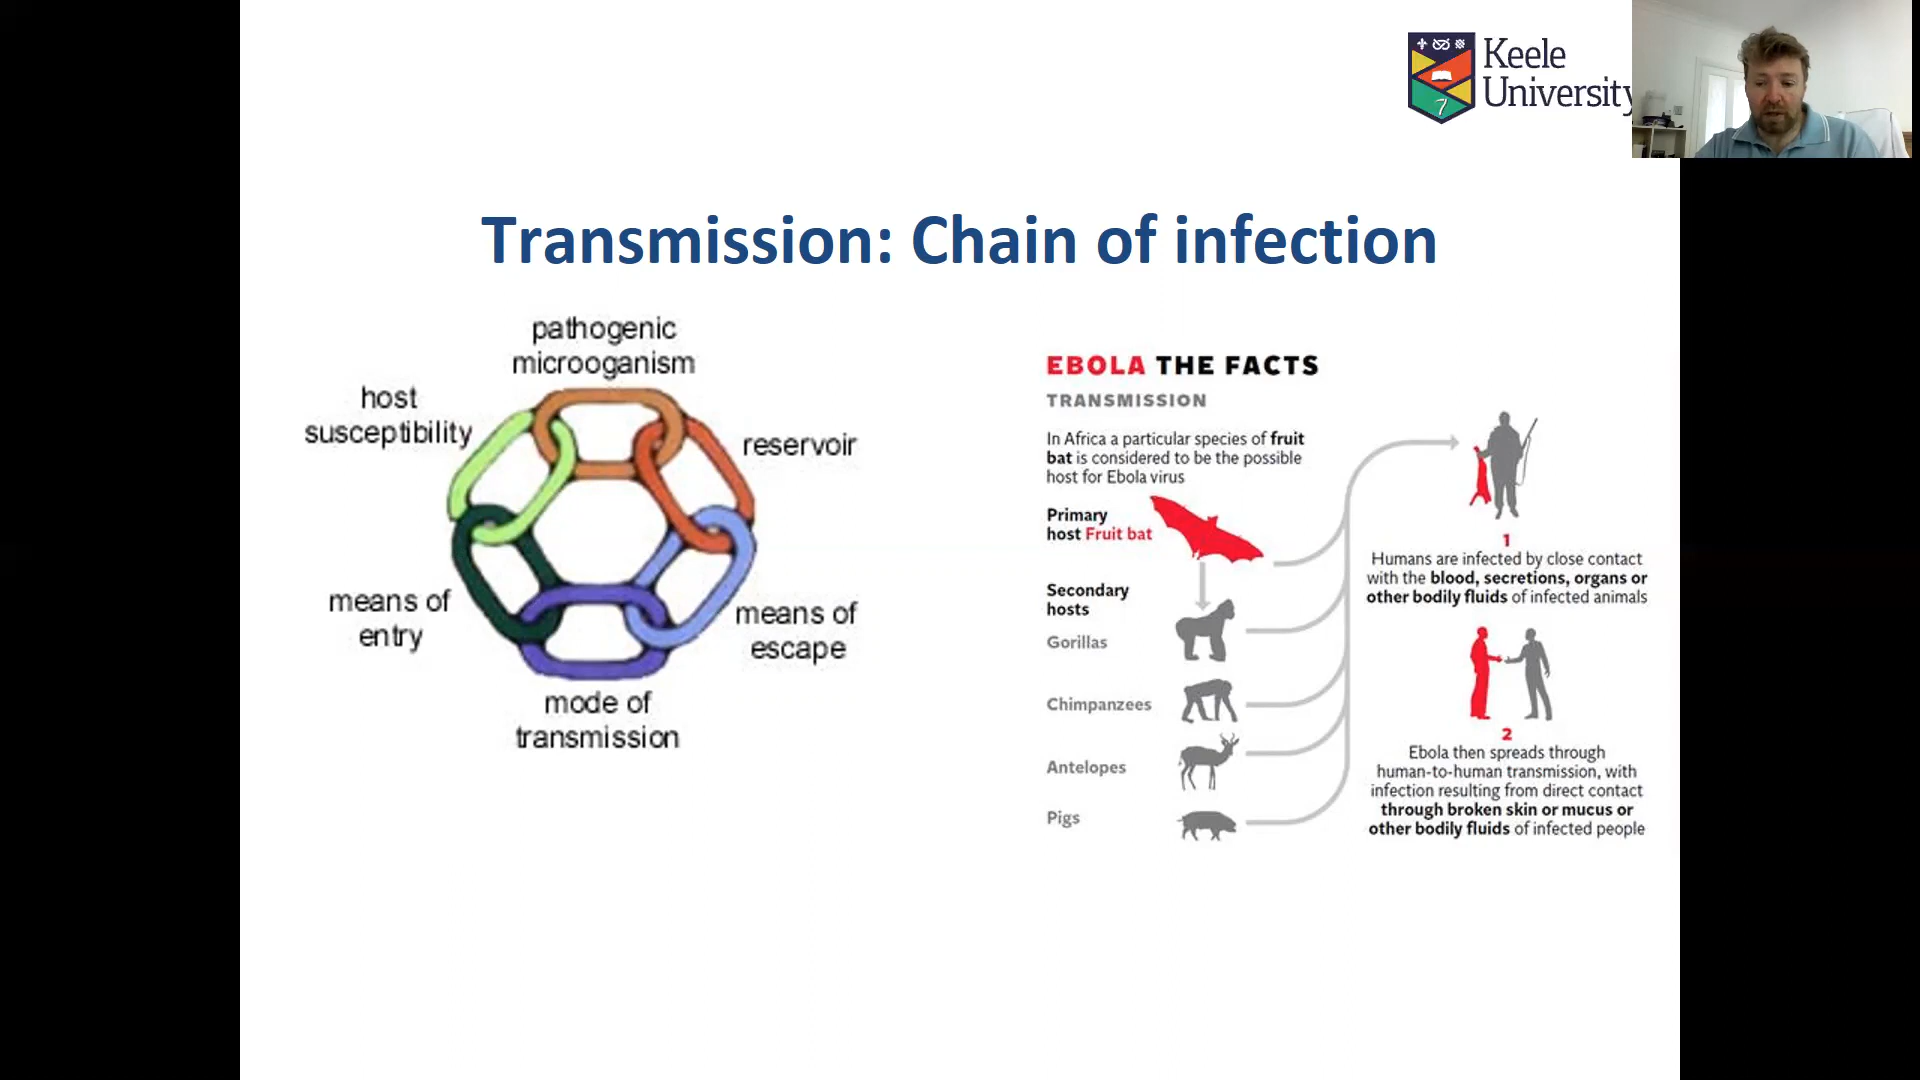 Keele
University
Transmission: Chain of infection
pathogenic
microoganism
host
susceptibility
reservoir
means of
entry
means of
escape
mode of
transmission
EBOLA THE FACTS
TRANSMISSION
In Africa a particular species of fruit
bat is considered to be the possible
host for Ebola virus
Primary
host Fruit bat
Secondary
hosts
Gorillas
Chimpanzees
Antelopes
Pigs
1
Humans are infected by close contact
with the blood, secretions, organs or
other bodily fluids of infected animals
2
Ebola then spreads through
human-to-human transmission, with
infection resulting from direct contact
through broken skin or mucus or
other bodily fluids of infected people